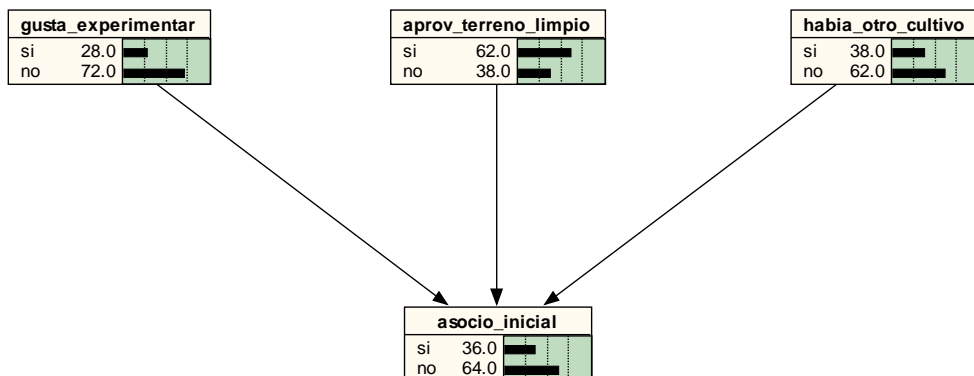 gusta_experimentar
si 28.0
no 72.0
aprov_terreno_limpio
si 62.0
no 38.0
habia_otro_cultivo
si 38.0
no 62.0
asocio_inicial
si 36.0
no 64.0